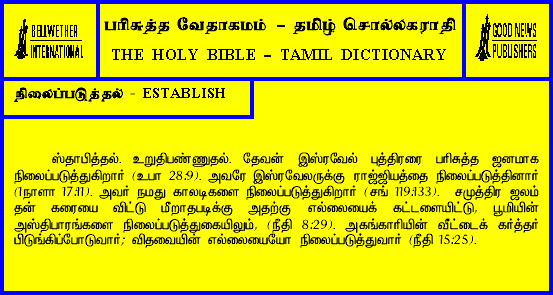 BELLWETHER
INTERNATIONAL
பரிசுத்த வேதாகமம் – தமிழ் சொல்லகராதி
THE HOLY BIBLE – TAMIL DICTIONARY
GOOD NEWS
PUBLISHERS
நிலைப்படுத்தல் - ESTABLISH
ஸ்தாபித்தல். உறுதிபண்ணுதல். தேவன் இஸ்ரவேல் புத்திரரை பரிசுத்த ஜனமாக
நிலைப்படுத்துகிறார் (உபா 28:9). அவரே இஸ்ரவேலருக்கு ராஜ்ஜியத்தை நிலைப்படுத்தினார்
(1நாளா 17:11). அவர் நமது காலடிகளை நிலைப்படுத்துகிறார் (சங் 119:133). சமுத்திர ஜலம்
தன் கரையை விட்டு மீறாதபடிக்கு அதற்கு எல்லையைக் கட்டளையிட்டு, பூமியின்
அஸ்திபாரங்களை நிலைப்படுத்துகையிலும், (நீதி 8:29). அகங்காரியின் வீட்டைக் கர்த்தர்
பிடுங்கிப்போடுவார்; விதவையின் எல்லையையோ நிலைப்படுத்துவார் (நீதி 15:25).